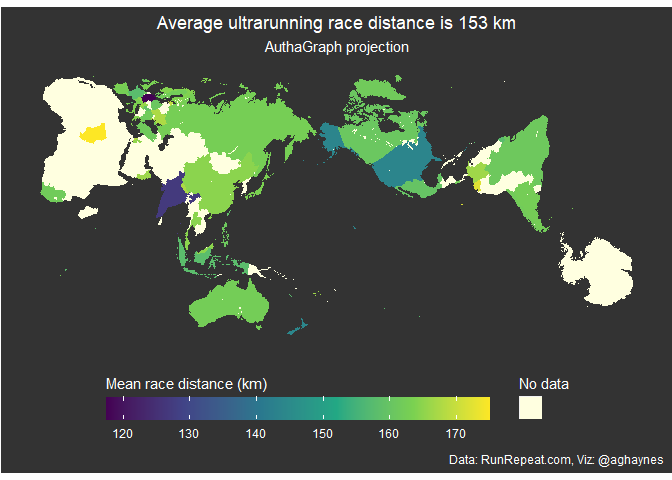 Average ultrarunning race distance is 153 km
AuthaGraph projection
Mean race distance (km)
No data
120 130 140 150 160 170
Data: RunRepeat.com, Viz: @aghaynes